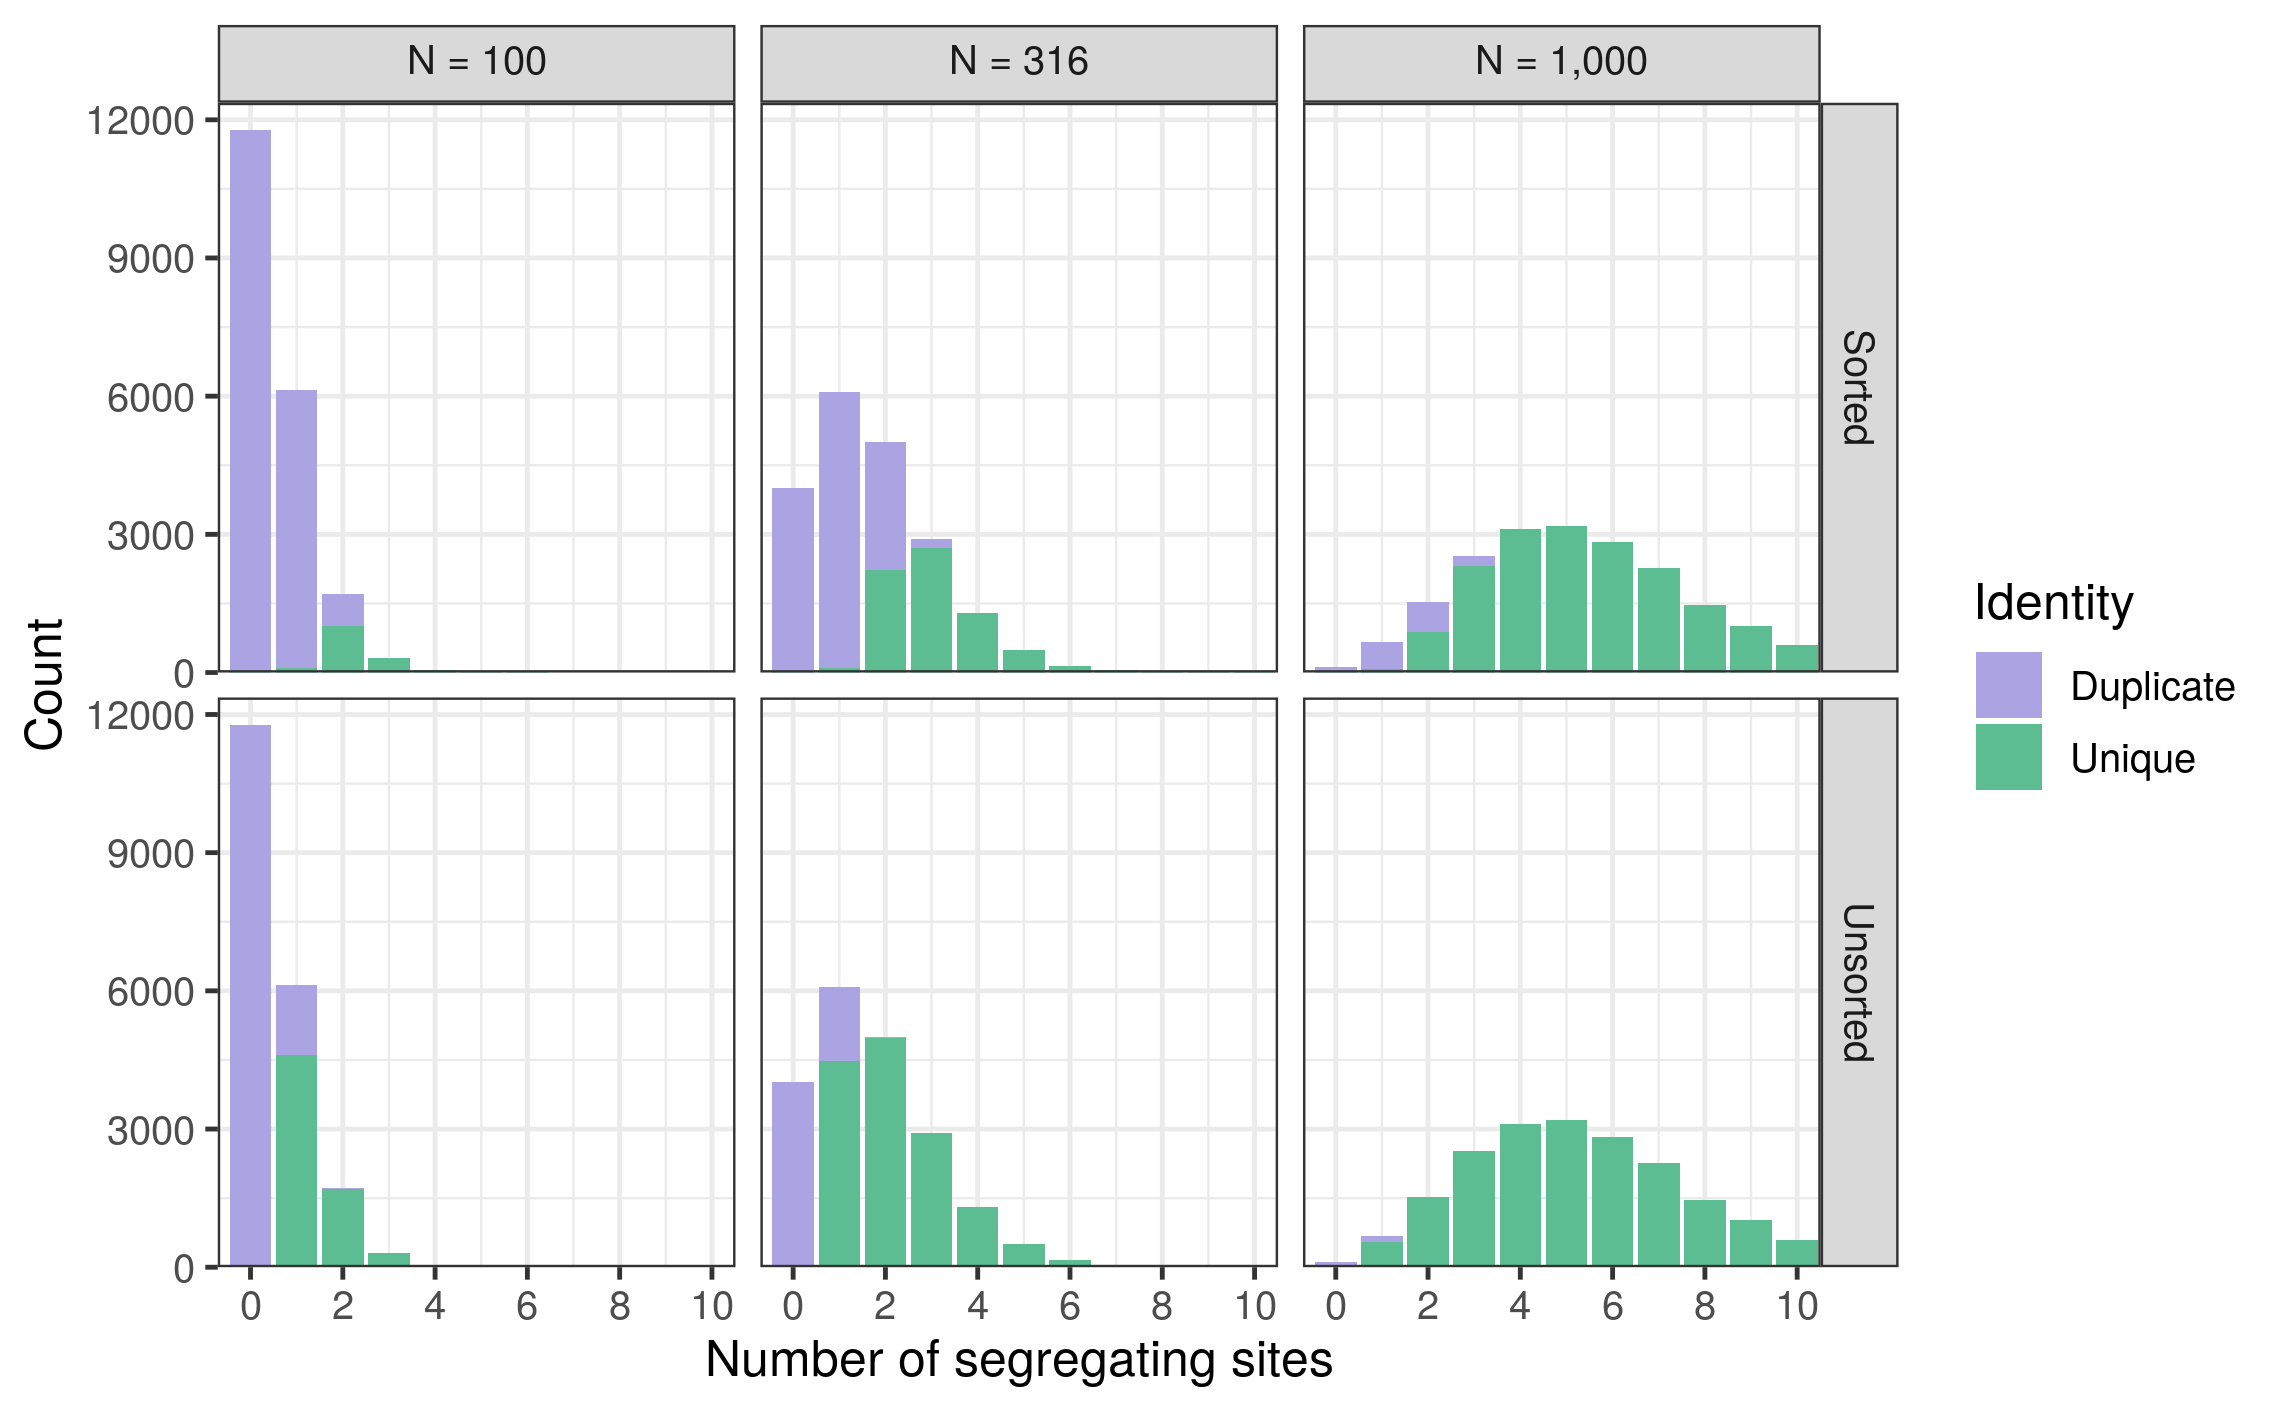 N = 100
N = 316
N = 1,000
12000
9000
6000
3000
0
Sorted
12000
9000
6000
3000
0
Unsorted
0 2 4 6 8 10
0 2 4 6 8 10
0 2 4 6 8 10
Number of segregating sites
Count
Identity
Duplicate
Unique